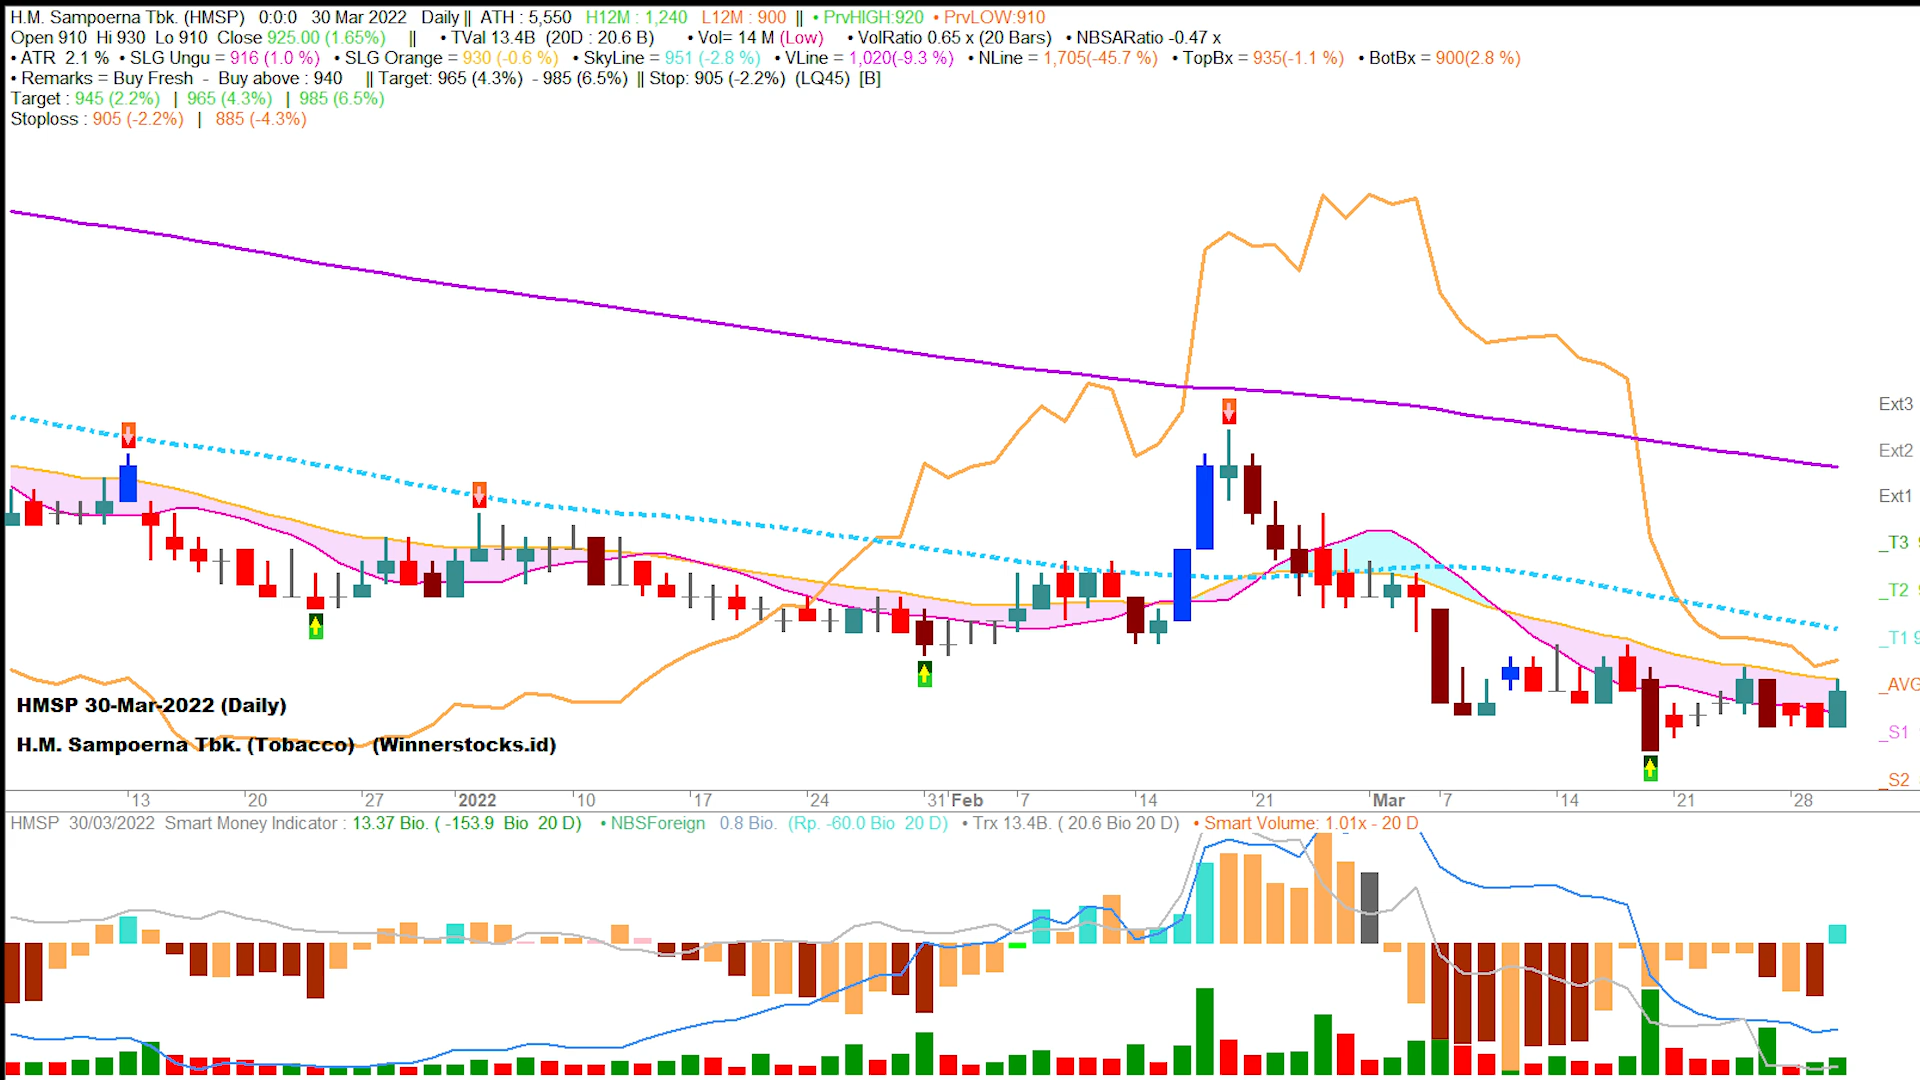 H.M. Sampoerna Tbk. (HMSP)   0:0:0   30 Mar 2022   Daily ||  ATH : 5,550   H12M : 1,240   L12M : 900  ||  • PrvHIGH:920  • PrvLOW:910
Open 910  Hi 930  Lo 910  Close 925.00 (1.65%)     ||     • TVal 13.4B  (20D : 20.6 B)      • Vol= 14 M (Low)    • VolRatio 0.65 x (20 Bars)   • NBSARatio -0.47 x
• ATR  2.1 %  • SLG Ungu = 916 (1.0 %)   • SLG Orange = 930 (-0.6 %)   • SkyLine = 951 (-2.8 %)   • VLine = 1,020(-9.3 %)   • NLine = 1,705(-45.7 %)   • TopBx = 935(-1.1 %)   • BotBx = 900(2.8 %)
• Remarks = Buy Fresh  -  Buy above : 940     || Target: 965 (4.3%)  - 985 (6.5%)  || Stop: 905 (-2.2%)  (LQ45)  [B]
Target : 945 (2.2%)   |  965 (4.3%)   |  985 (6.5%)
Stoploss : 905 (-2.2%)   |   885 (-4.3%)
Ext3
Ext2
Ext1
_T3
_T2
_T1
_AVG
_S1
_S2
HMSP 30-Mar-2022 (Daily)
H.M. Sampoerna Tbk. (Tobacco)   (Winnerstocks.id)
13 20 27 2022 10 17 24 31 Feb 7 14 21 Mar 7 14 21 28
HMSP  30/03/2022  Smart Money Indicator : 13.37 Bio. ( -153.9  Bio  20 D)    • NBSForeign   0.8 Bio.  (Rp. -60.0 Bio  20 D)   • Trx 13.4B. ( 20.6 Bio 20 D)   • Smart Volume: 1.01x - 20 D